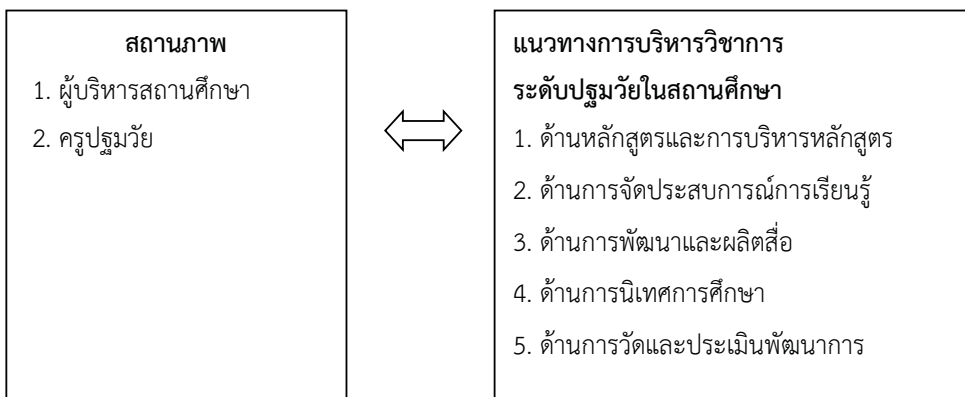 สถานภาพ
1. ผู้บริหารสถานศึกษา
2. ครูปฐมวัย
แนวทางการบริหารวิชาการ
ระดับปฐมวัยในสถานศึกษา
1. ด้านหลักสูตรและการบริหารหลักสูตร
2. ด้านการจัดประสบการณ์การเรียนรู้
3. ด้านการพัฒนาและผลิตสื่อ
4. ด้านการนิเทศการศึกษา
5. ด้านการวัดและประเมินพัฒนาการ